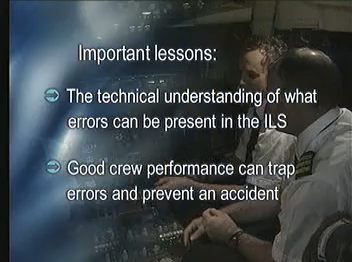 Important lessons:
The technical understanding of what
errors can be present in the ILS
Good crew performance can trap
errors and prevent an accident